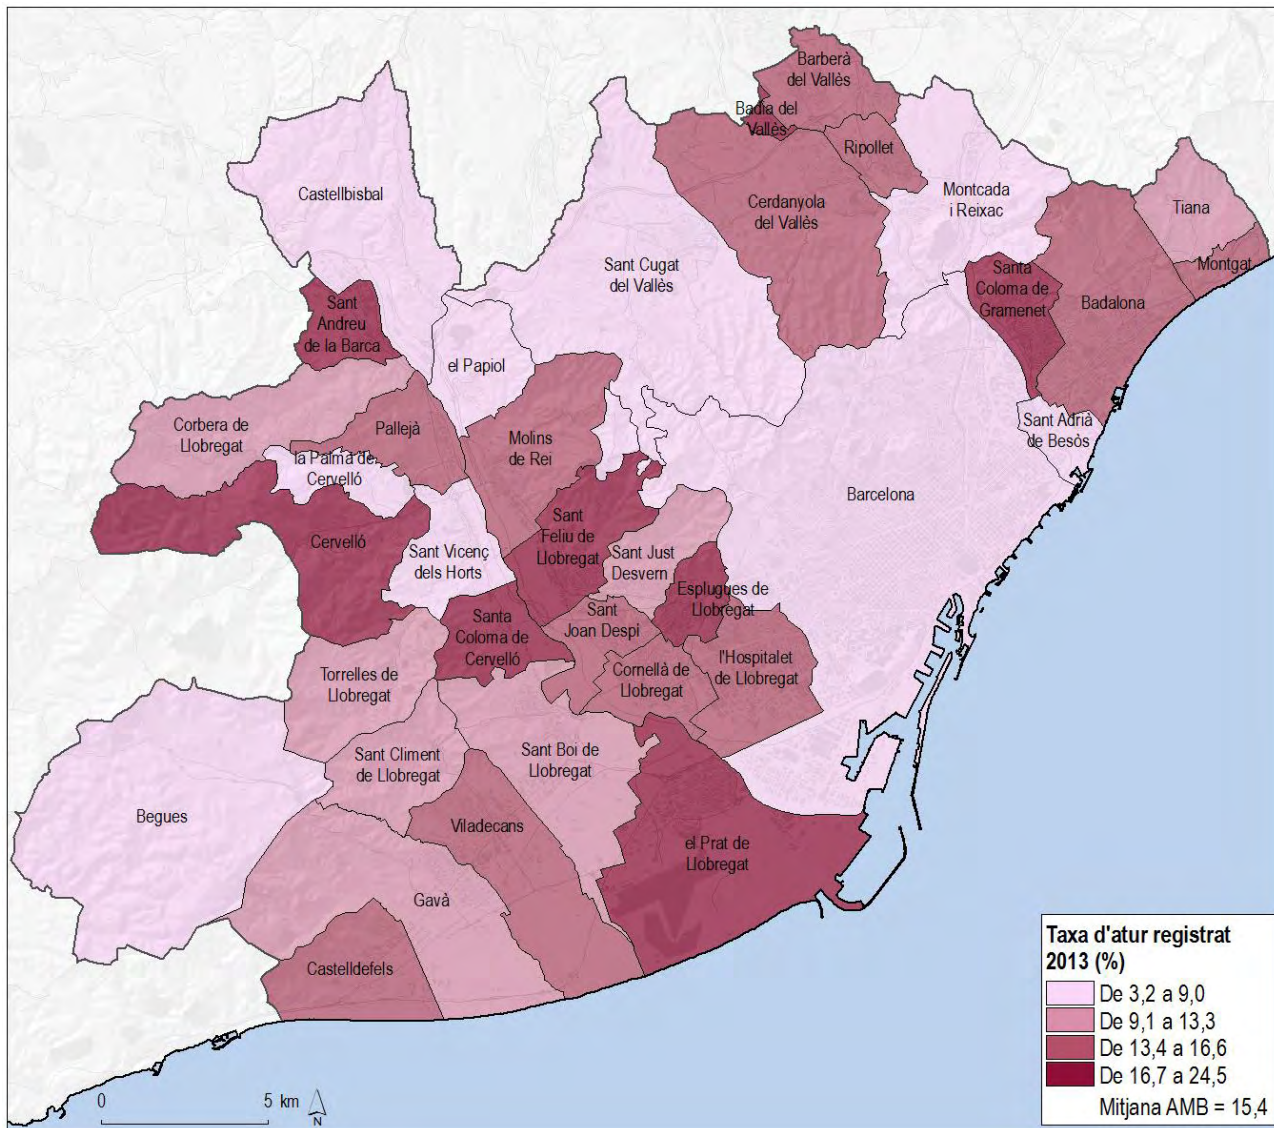 Barberà
del Vallès
Badia del
Vallès
Ripollet
Castellbisbal
Montcada
i Reixac
Cerdanyola
del Vallès
Tiana
Sant Cugat
del Vallès
Montgat
Santa
Coloma de
Gramenet
Badalona
Sant
Andreu
de la Barca
el Papiol
Corbera de
Llobregat
Pallejà
Molins
de Rei
Sant Adrià
de Besòs
la Palma de
Cervelló
Barcelona
Cervelló
Sant
Feliu de
Llobregat
Sant Vicenç
dels Horts
Sant Just
Desvern
Esplugues de
Llobregat
Santa
Coloma de
Cervelló
Sant
Joan Despí
Torrelles de
Llobregat
Cornellà de
Llobregat
l'Hospitalet
de Llobregat
Sant Climent
de Llobregat
Sant Boi de
Llobregat
Begues
Viladecans
el Prat de
Llobregat
Gavà
Castelldefels
Taxa d'atur registrat
2013 (%)
De 3,2 a 9,0
De 9,1 a 13,3
De 13,4 a 16,6
De 16,7 a 24,5
Mitjana AMB = 15,4
0 5 km
N